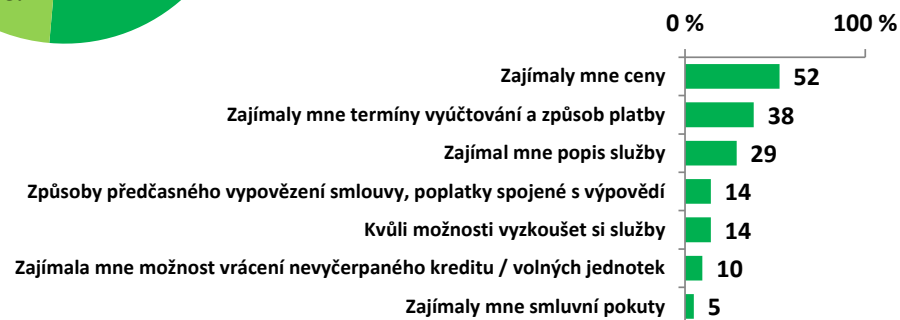 0 % 100 %
Zajímaly mne ceny 52
Zajímaly mne termíny vyúčtování a způsob platby 38
Zajímal mne popis služby 29
Způsoby předčasného vypovězení smlouvy, poplatky spojené s výpovědí 14
Kvůli možnosti vyzkoušet si služby 14
Zajímala mne možnost vrácení nevyčerpaného kreditu / volných jednotek 10
Zajímaly mne smluvní pokuty 5